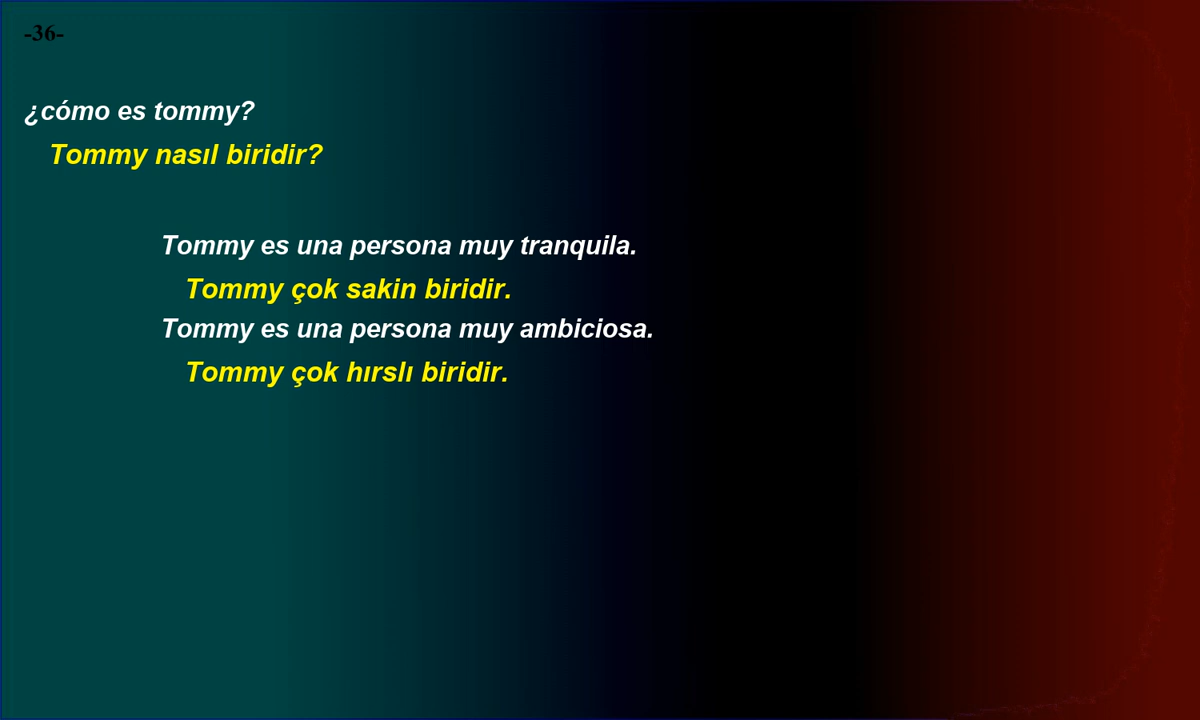 -36-
¿cómo es tommy?
Tommy nasıl biridir?
Tommy es una persona muy tranquila.
Tommy çok sakin biridir.
Tommy es una persona muy ambiciosa.
Tommy çok hırslı biridir.